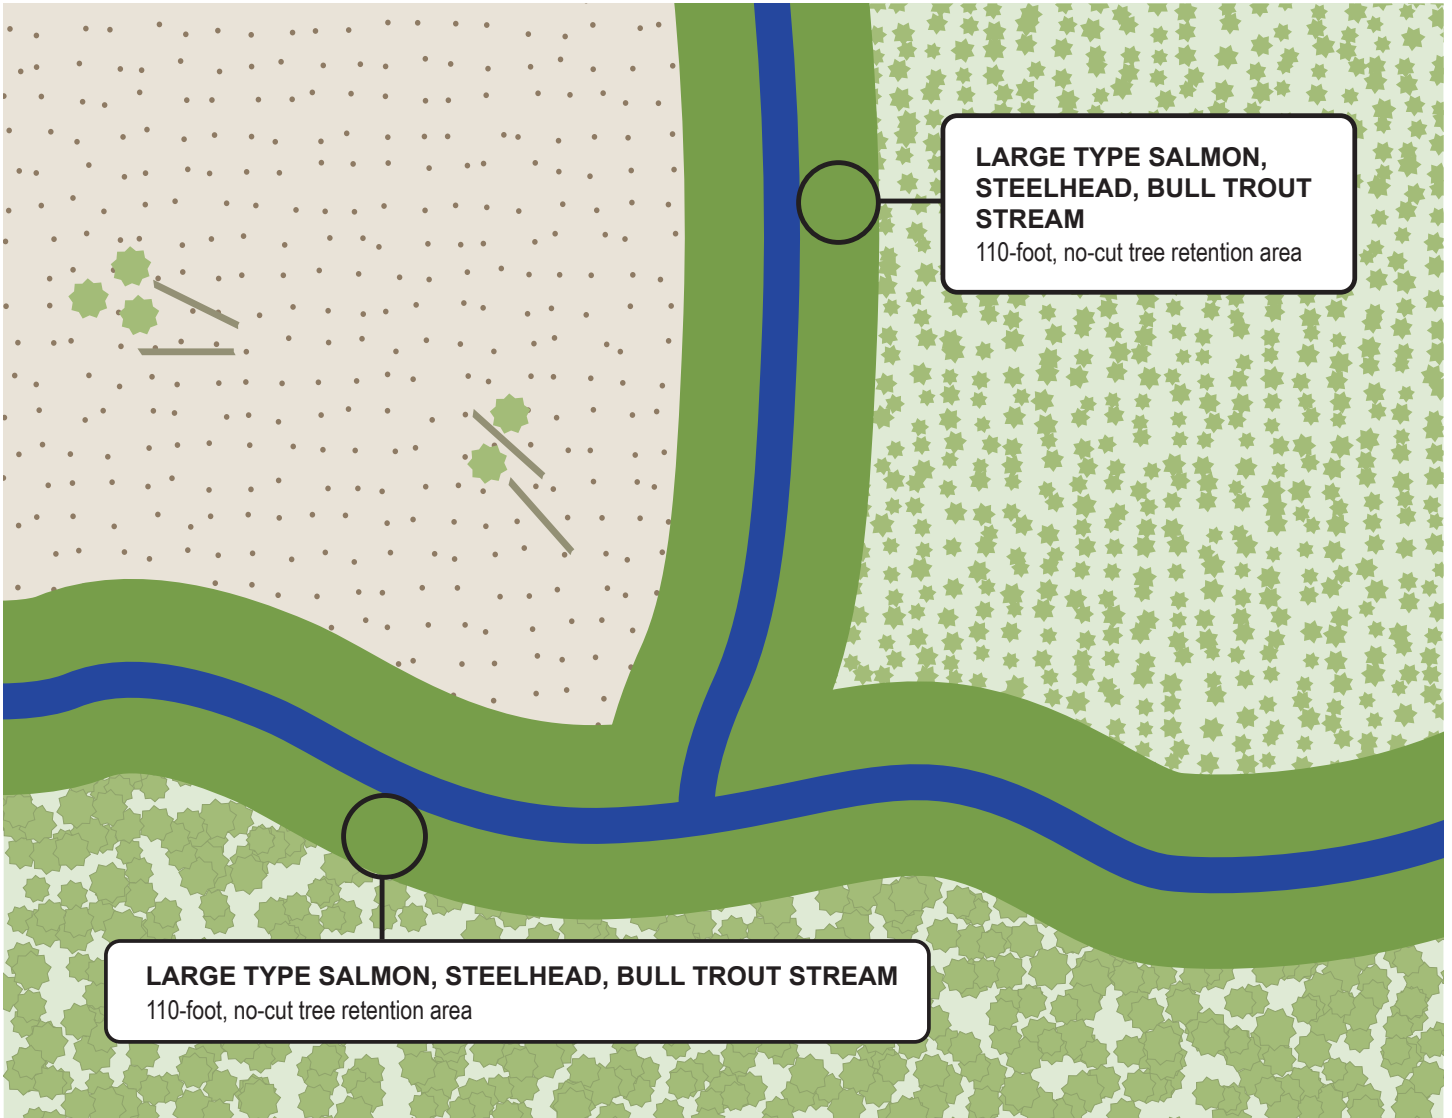 LARGE TYPE SALMON,
STEELHEAD, BULL TROUT
STREAM
110-foot, no-cut tree retention area
LARGE TYPE SALMON, STEELHEAD, BULL TROUT STREAM
110-foot, no-cut tree retention area